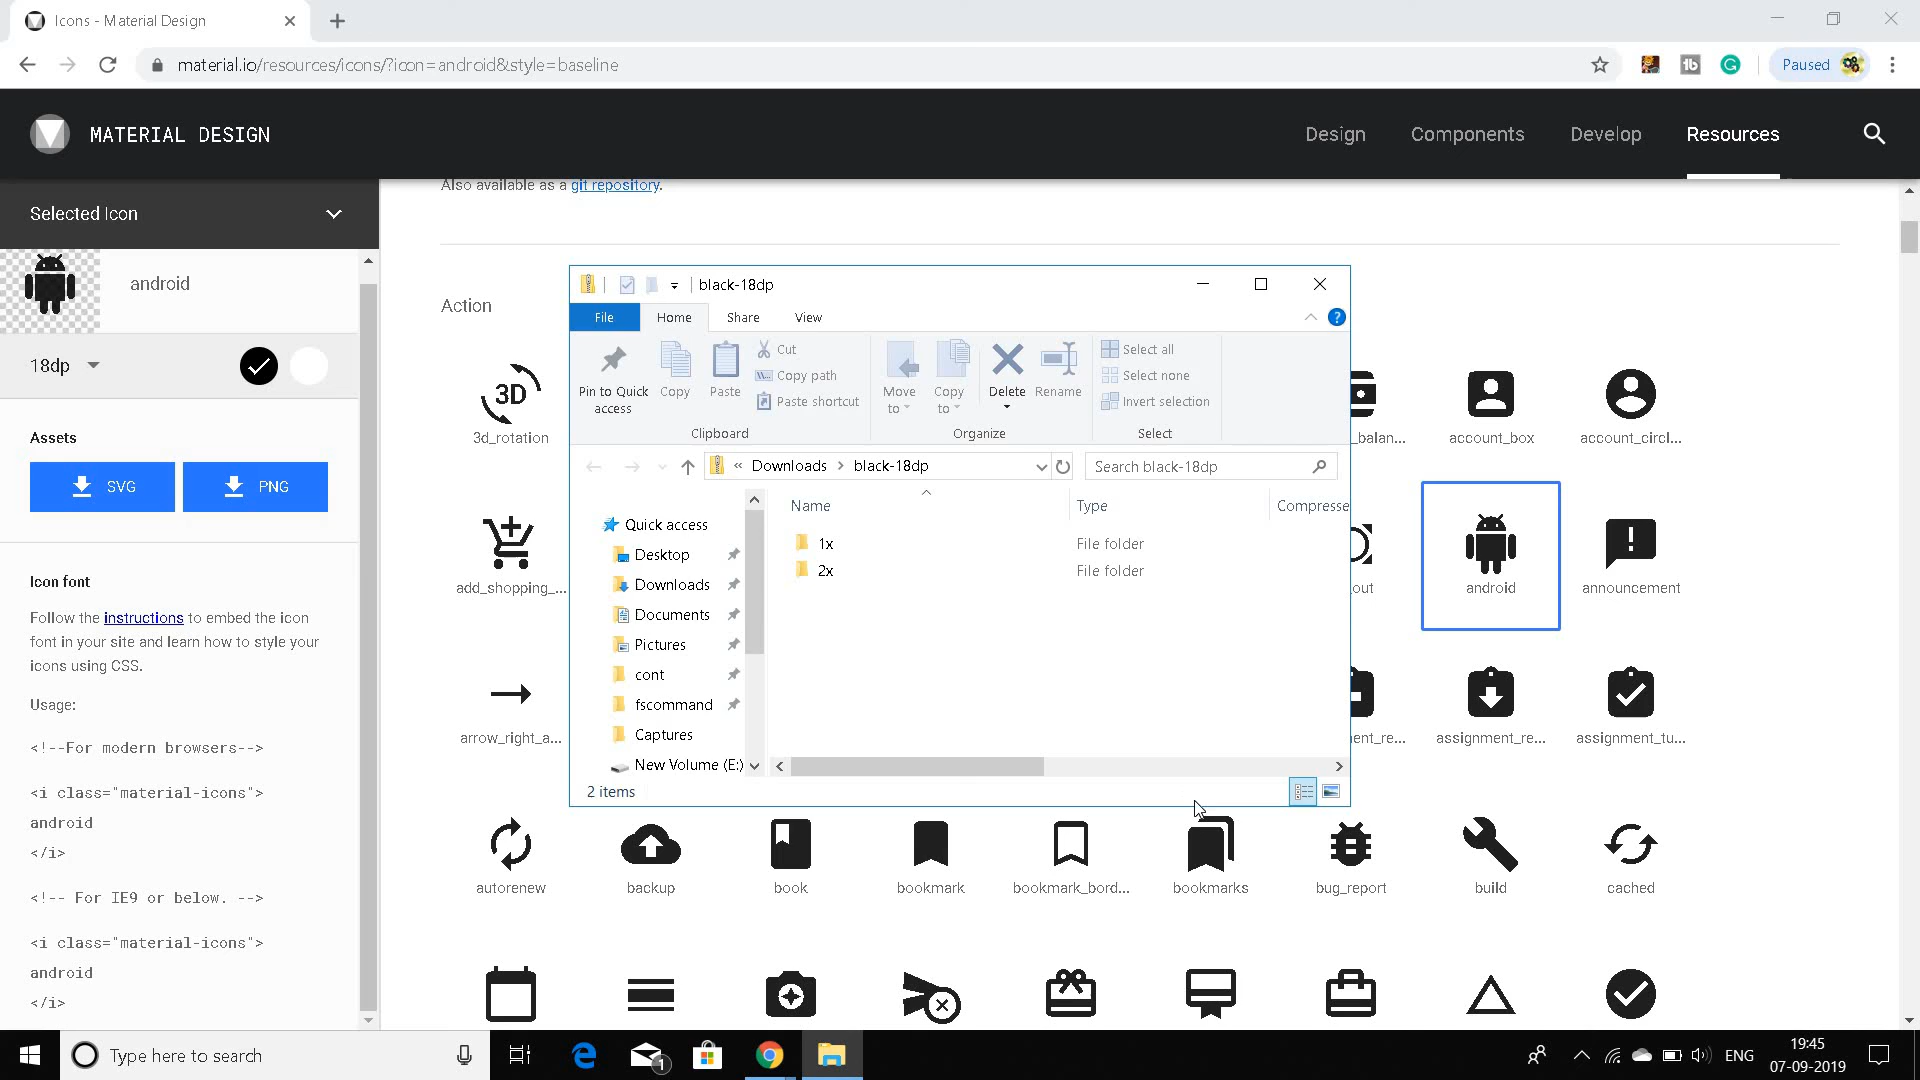 Icons - Material Design
material.io/resources/icons/?icon=android&style=baseline
Paused
MATERIAL DESIGN
Design
Components
Develop
Resources
Selected Icon
android
18dp
Assets
SVG
PNG
Icon font
Follow the instructions to embed the icon
font in your site and learn how to style your
icons using CSS.
Usage:
<!--For modern browsers-->
<i class="material-icons">
android
</i>
<!-- For IE9 or below. -->
<i class="material-icons">
android
</i>
Also available as a git repository.
Action
3D
3d_rotation
balan...
account_box
account_circl...
add_shopping_...
out
android
announcement
arrow_right_a...
ent_re...
assignment_re...
assignment_tu...
autorenew
backup
book
bookmark
bookmark_bord...
bookmarks
bug_report
build
cached
black-18dp
File
Home
Share
View
Pin to Quick
access
Copy
Paste
Cut
Copy path
Paste shortcut
Clipboard
Move
to
Copy
to
Delete
Rename
Organize
Select all
Select none
Invert selection
Select
« Downloads > black-18dp
Search black-18dp
Quick access
Desktop
Downloads
Documents
Pictures
cont
fscommand
Captures
New Volume (E:)
Name
Type
Compresse
1x
File folder
2x
File folder
2 items
Type here to search
1
ENG
19:45
07-09-2019